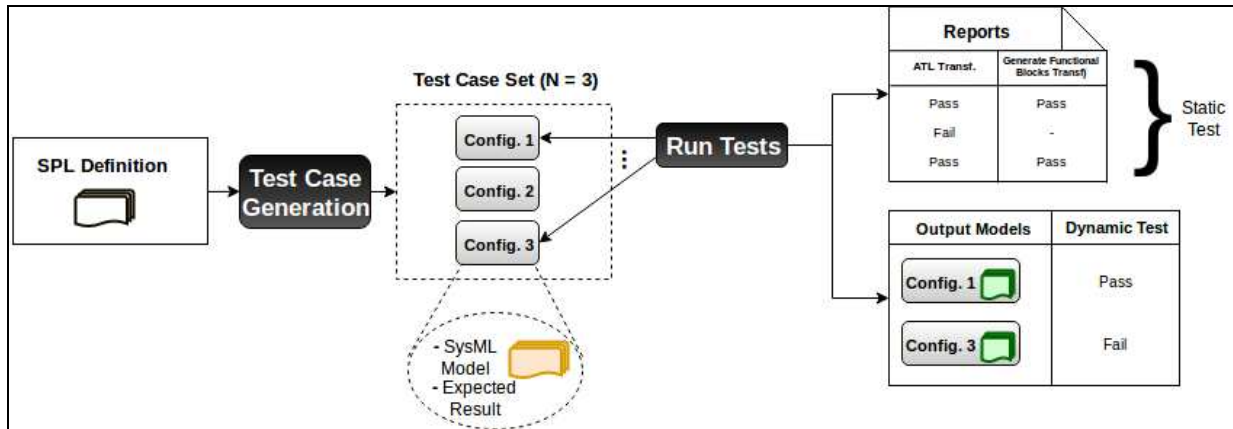 SPL Definition
Test Case
Generation
Test Case Set (N = 3)
Config. 1
Config. 2
Config. 3
- SysML
Model
- Expected
Result
...
Run Tests
Reports
ATL Transf.
Generate Functional
Blocks Transf)
Pass
Pass
Fail
-
Pass
Pass
}
Static
Test
Output Models
Dynamic Test
Config. 1
Pass
Config. 3
Fail